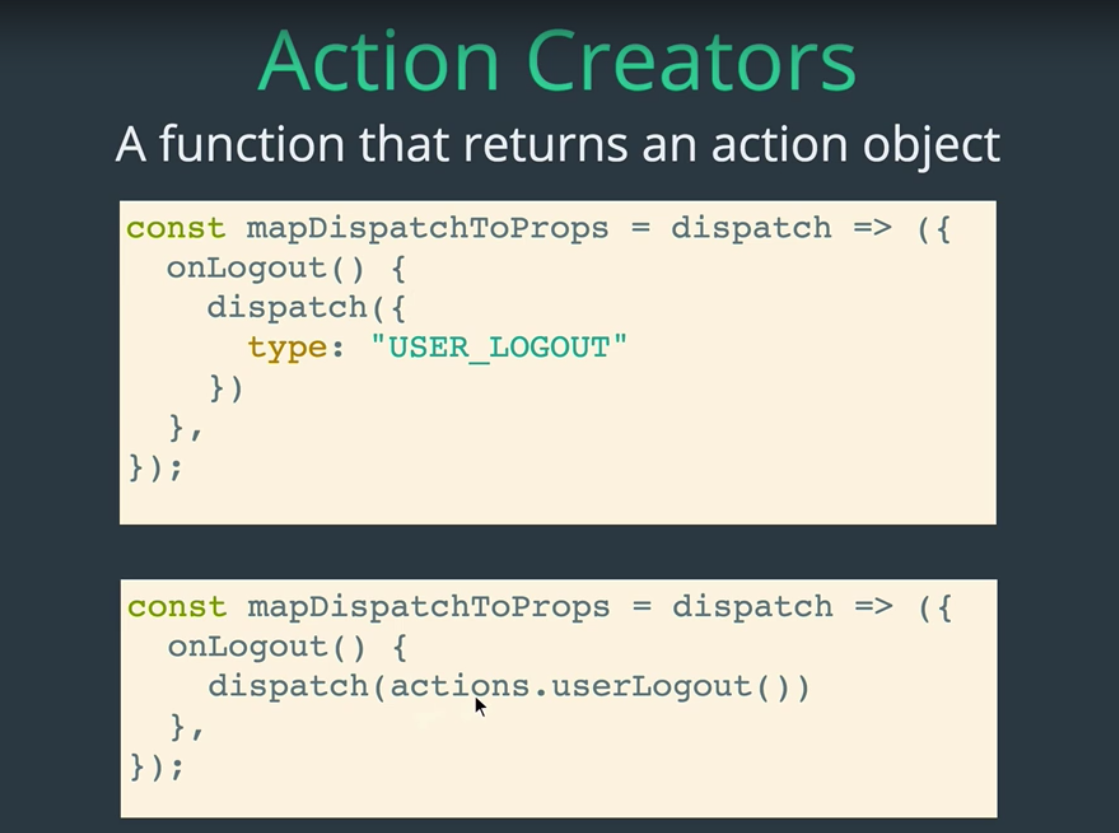 Action Creators
A function that returns an action object
const mapDispatchToProps = dispatch => ({
  onLogout() {
    dispatch({
      type: "USER_LOGOUT"
    })
  },
});
const mapDispatchToProps = dispatch => ({
  onLogout() {
    dispatch(actions.userLogout())
  },
});